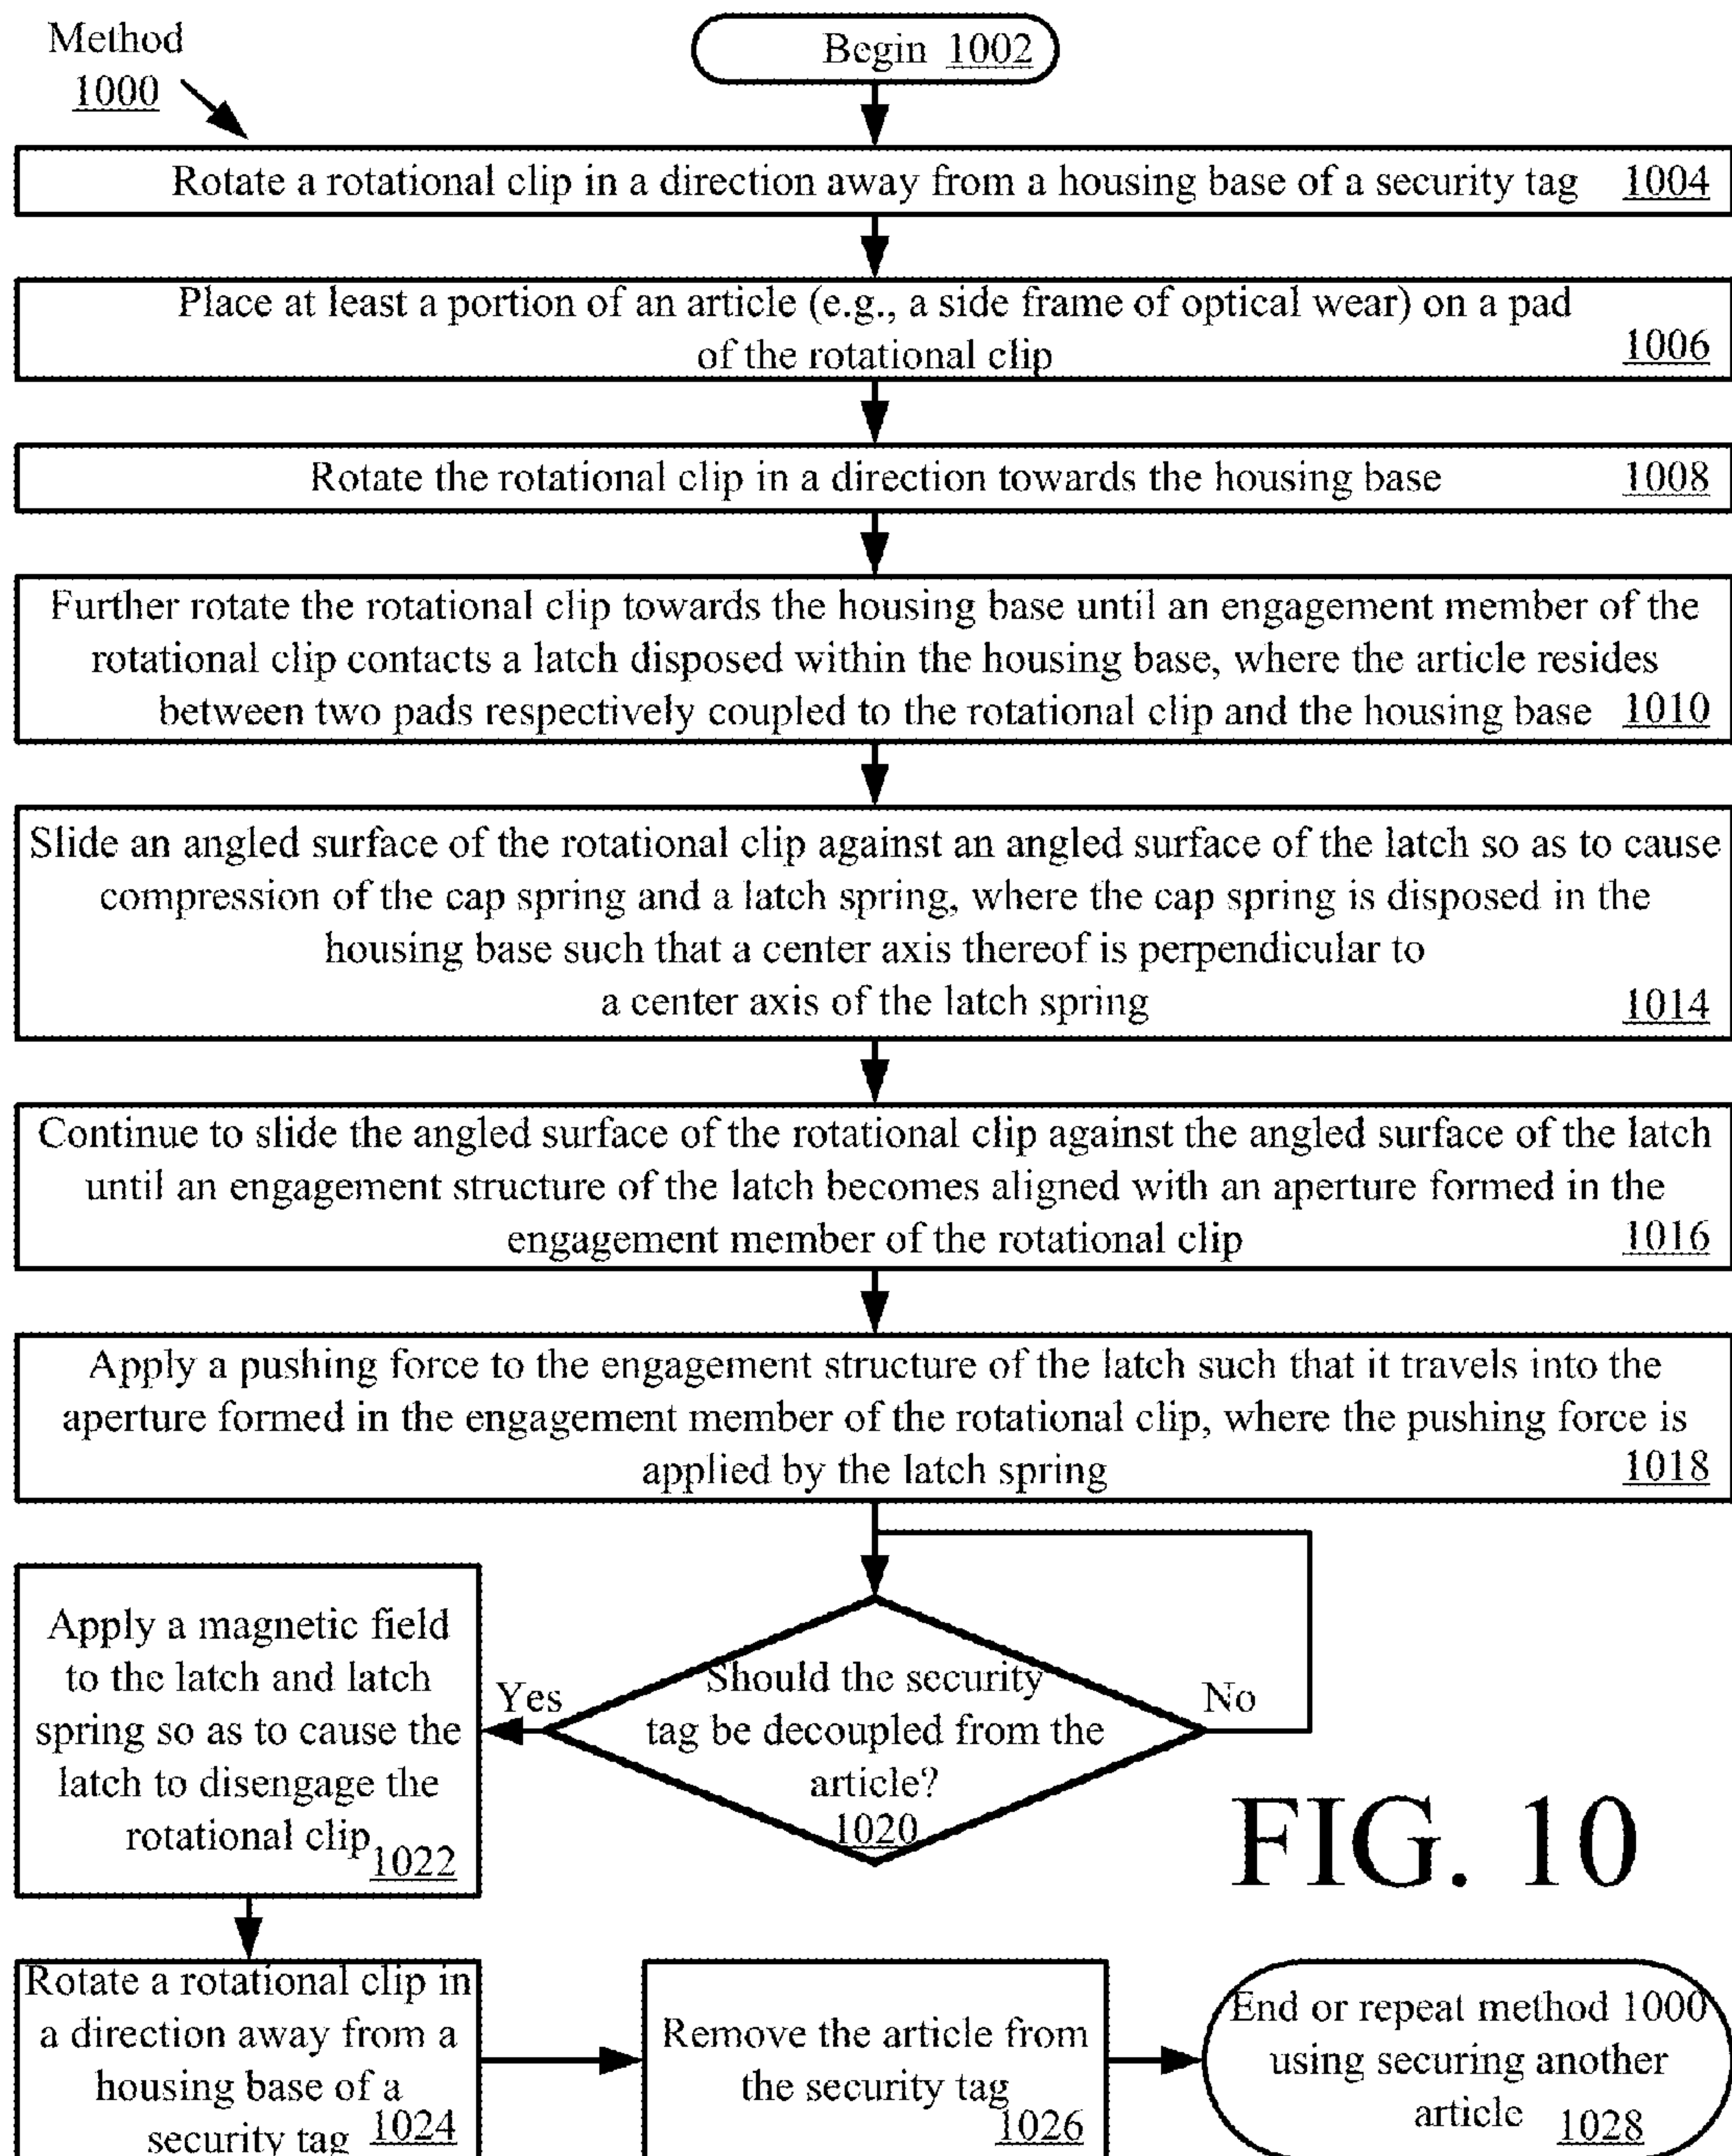 Method
1000
Begin 1002
Rotate a rotational clip in a direction away from a housing base of a security tag 1004
Place at least a portion of an article (e.g., a side frame of optical wear) on a pad
of the rotational clip 1006
Rotate the rotational clip in a direction towards the housing base 1008
Further rotate the rotational clip towards the housing base until an engagement member of the
rotational clip contacts a latch disposed within the housing base, where the article resides
between two pads respectively coupled to the rotational clip and the housing base 1010
Slide an angled surface of the rotational clip against an angled surface of the latch so as to cause
compression of the cap spring and a latch spring, where the cap spring is disposed in the
housing base such that a center axis thereof is perpendicular to
a center axis of the latch spring 1014
Continue to slide the angled surface of the rotational clip against the angled surface of the latch
until an engagement structure of the latch becomes aligned with an aperture formed in the
engagement member of the rotational clip 1016
Apply a pushing force to the engagement structure of the latch such that it travels into the
aperture formed in the engagement member of the rotational clip, where the pushing force is
applied by the latch spring 1018
Should the security
tag be decoupled from the
article?
1020
Yes
No
Apply a magnetic field
to the latch and latch
spring so as to cause the
latch to disengage the
rotational clip 1022
FIG. 10
Rotate a rotational clip in
a direction away from a
housing base of a
security tag 1024
Remove the article from
the security tag
1026
End or repeat method 1000
using securing another
article 1028